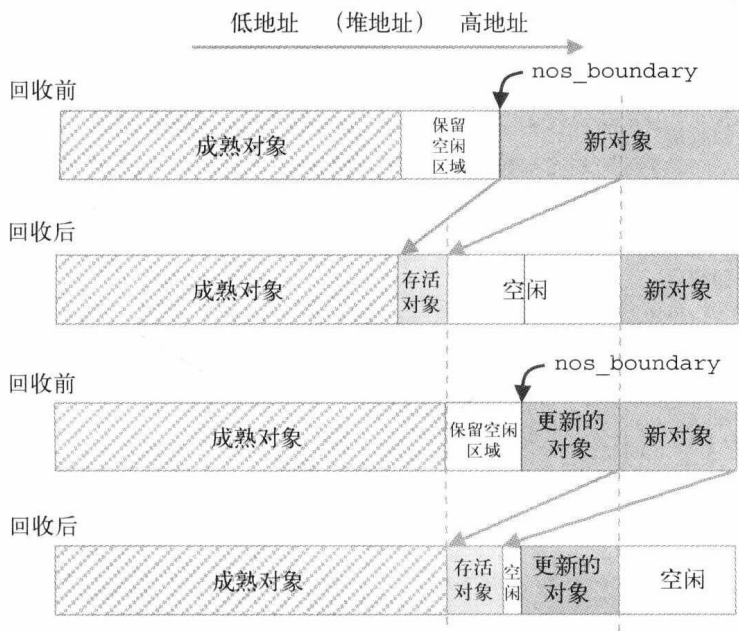 低地址 （堆地址） 高地址
nos_boundary
回收前
成熟对象
保留
空闲
区域
新对象
回收后
成熟对象
存活
对象
空闲
新对象
nos_boundary
回收前
成熟对象
保留空闲
区域
更新的
对象
新对象
回收后
成熟对象
存活
对象
空
闲
更新的
对象
空闲